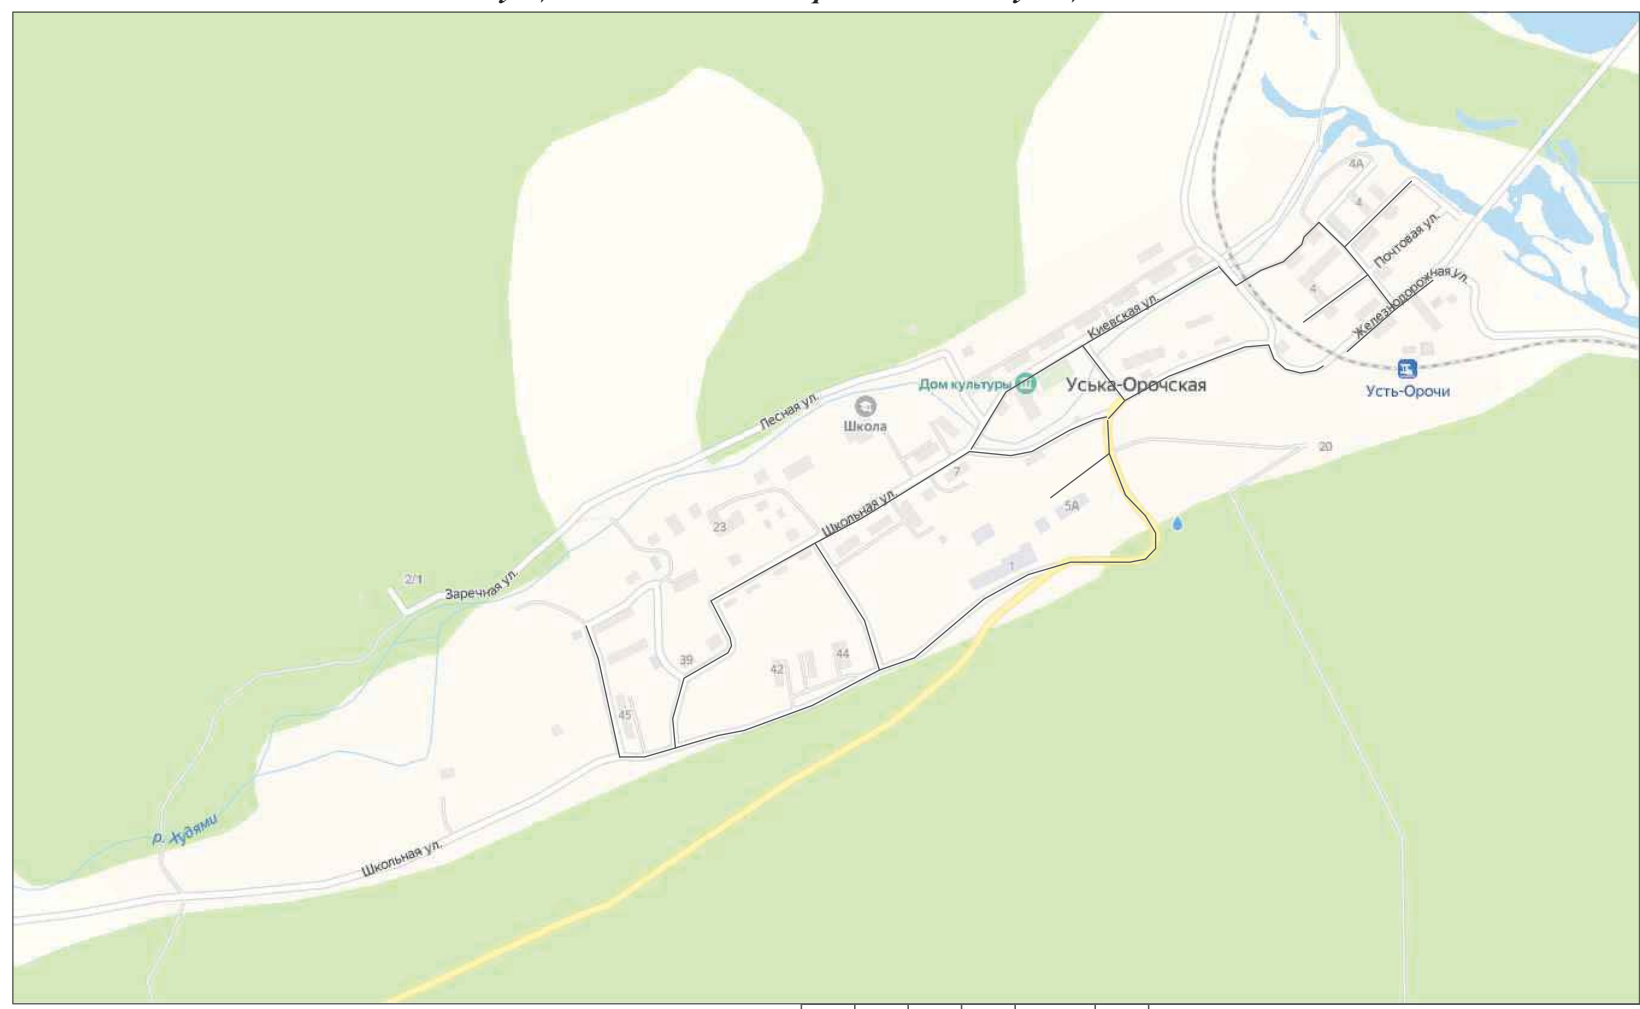 4А
4
Почтовая ул.
Железнодорожная ул.
4
Киевская ул.
Дом культуры
Уська-Орочская
Усть-Орочи
Лесная ул.
Школа
20
7
Школьная ул.
5А
23
1
2/1
Заречная ул.
39
42
44
45
р. Худями
Школьная ул.